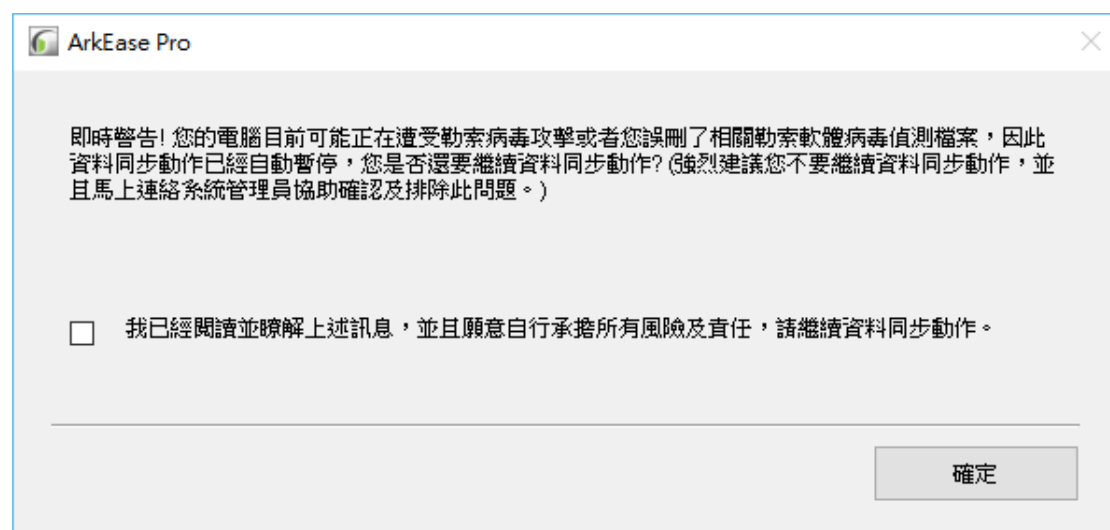 ArkEase Pro
即時警告! 您的電腦目前可能正在遭受勒索病毒攻擊或者您誤刪了相關勒索軟體病毒偵測檔案，因此
資料同步動作已經自動暫停，您是否還要繼續資料同步動作? (強烈建議您不要繼續資料同步動作，並
且馬上連絡系統管理員協助確認及排除此問題。)
我已經閱讀並瞭解上述訊息，並且願意自行承擔所有風險及責任，請繼續資料同步動作。
確定